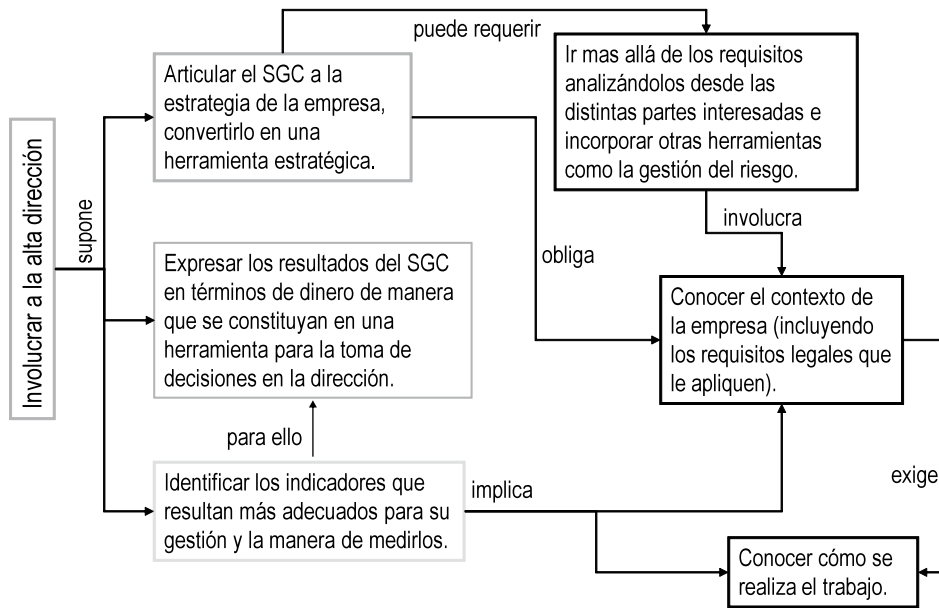 Involucrar a la alta dirección
supone
Articular el SGC a la
estrategia de la empresa,
convertirlo en una
herramienta estratégica.
puede requerir
Ir mas allá de los requisitos
analizándolos desde las
distintas partes interesadas e
incorporar otras herramientas
como la gestión del riesgo.
involucra
obliga
Expresar los resultados del SGC
en términos de dinero de manera
que se constituyan en una
herramienta para la toma de
decisiones en la dirección.
Conocer el contexto de
la empresa (incluyendo
los requisitos legales que
le apliquen).
para ello
Identificar los indicadores que
resultan más adecuados para su
gestión y la manera de medirlos.
implica
exige
Conocer cómo se
realiza el trabajo.